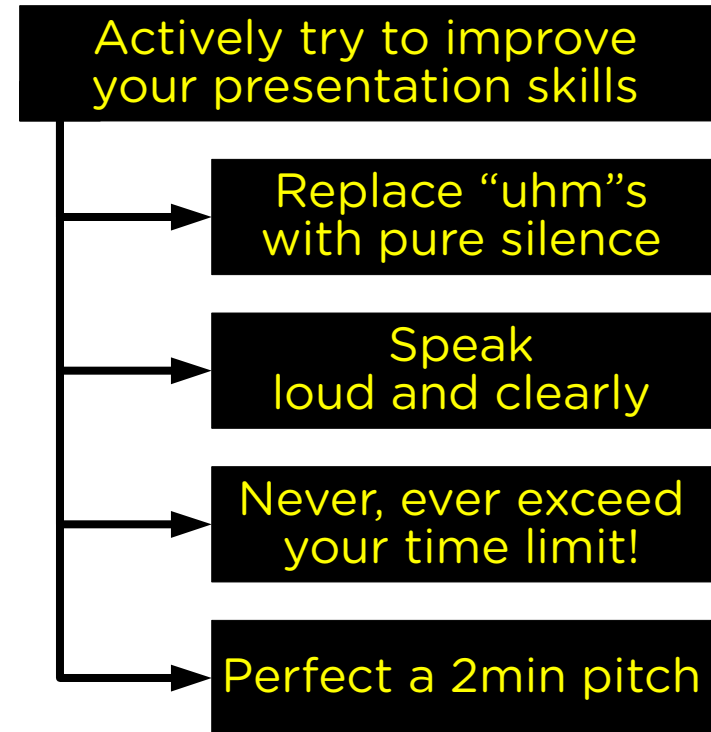 Actively try to improve
your presentation skills
Replace “uhm”s
with pure silence
Speak
loud and clearly
Never, ever exceed
your time limit!
Perfect a 2min pitch